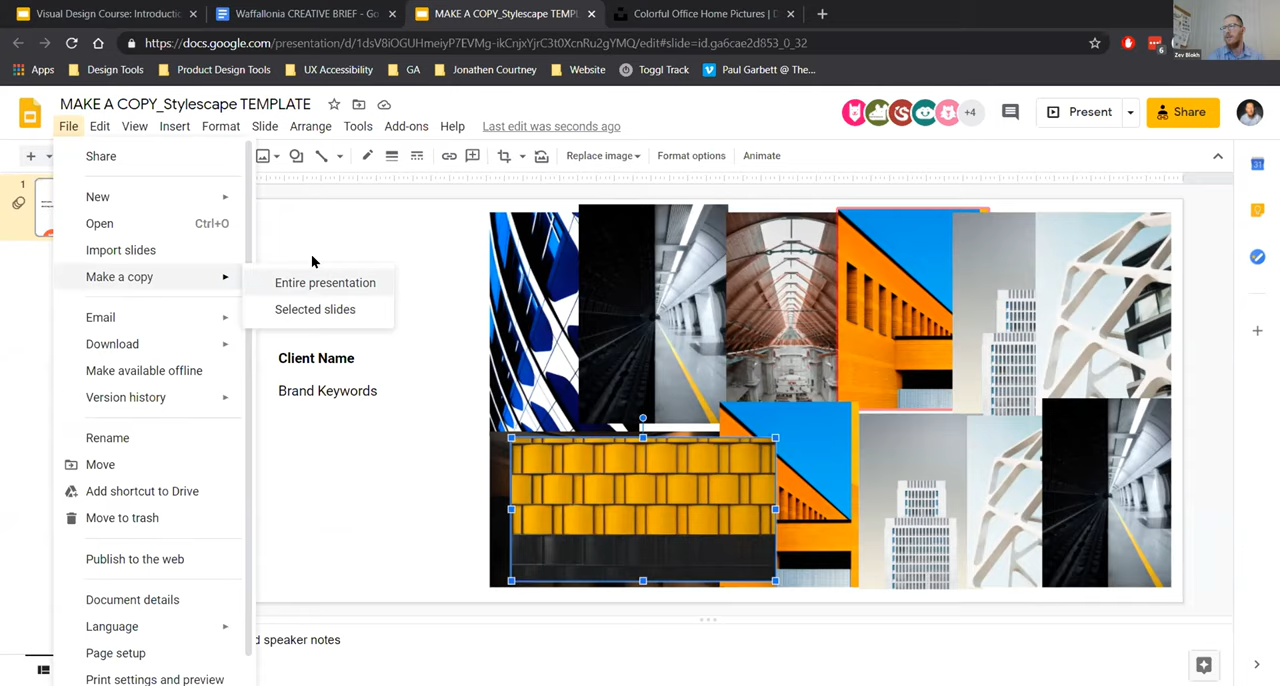 Visual Design Course: Introducti
Waffallonia CREATIVE BRIEF - Go
MAKE A COPY_Stylescape TEMPL
Colorful Office Home Pictures | D
https://docs.google.com/presentation/d/1dsV8iOGUHmeiyP7EVMg-ikCnjxYjrC3t0XcnRu2gYMQ/edit#slide=id.ga6cae2d853_0_32
6
Zev Blokh
Apps
Design Tools
Product Design Tools
UX Accessibility
GA
Jonathen Courtney
Website
Toggl Track
Paul Garbett @ The...
MAKE A COPY_Stylescape TEMPLATE
File Edit View Insert Format Slide Arrange Tools Add-ons Help Last edit was seconds ago
+4
Present
Share
Replace image
Format options
Animate
1
Share
New
Open Ctrl+O
Import slides
Make a copy
Entire presentation
Selected slides
Email
Download
Make available offline
Version history
Rename
Move
Add shortcut to Drive
Move to trash
Publish to the web
Document details
Language
Page setup
Print settings and preview
Client Name
Brand Keywords
d speaker notes
31